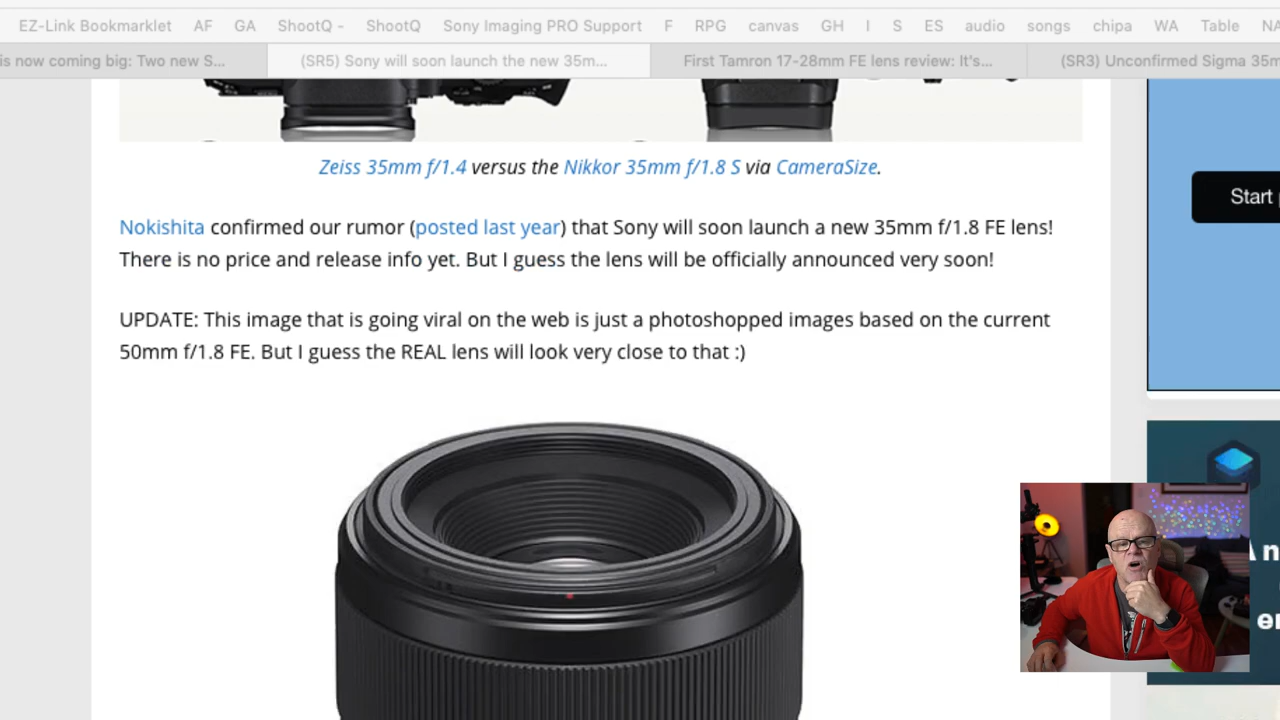 EZ-Link Bookmarklet AF GA ShootQ - ShootQ Sony Imaging PRO Support F RPG canvas GH I S ES audio songs chipa WA Table
is now coming big: Two new S... (SR5) Sony will soon launch the new 35m... First Tamron 17-28mm FE lens review: It's... (SR3) Unconfirmed Sigma 35m
Zeiss 35mm f/1.4 versus the Nikkor 35mm f/1.8 S via CameraSize.
Start
Nokishita confirmed our rumor (posted last year) that Sony will soon launch a new 35mm f/1.8 FE lens!
There is no price and release info yet. But I guess the lens will be officially announced very soon!
UPDATE: This image that is going viral on the web is just a photoshopped images based on the current
50mm f/1.8 FE. But I guess the REAL lens will look very close to that :)